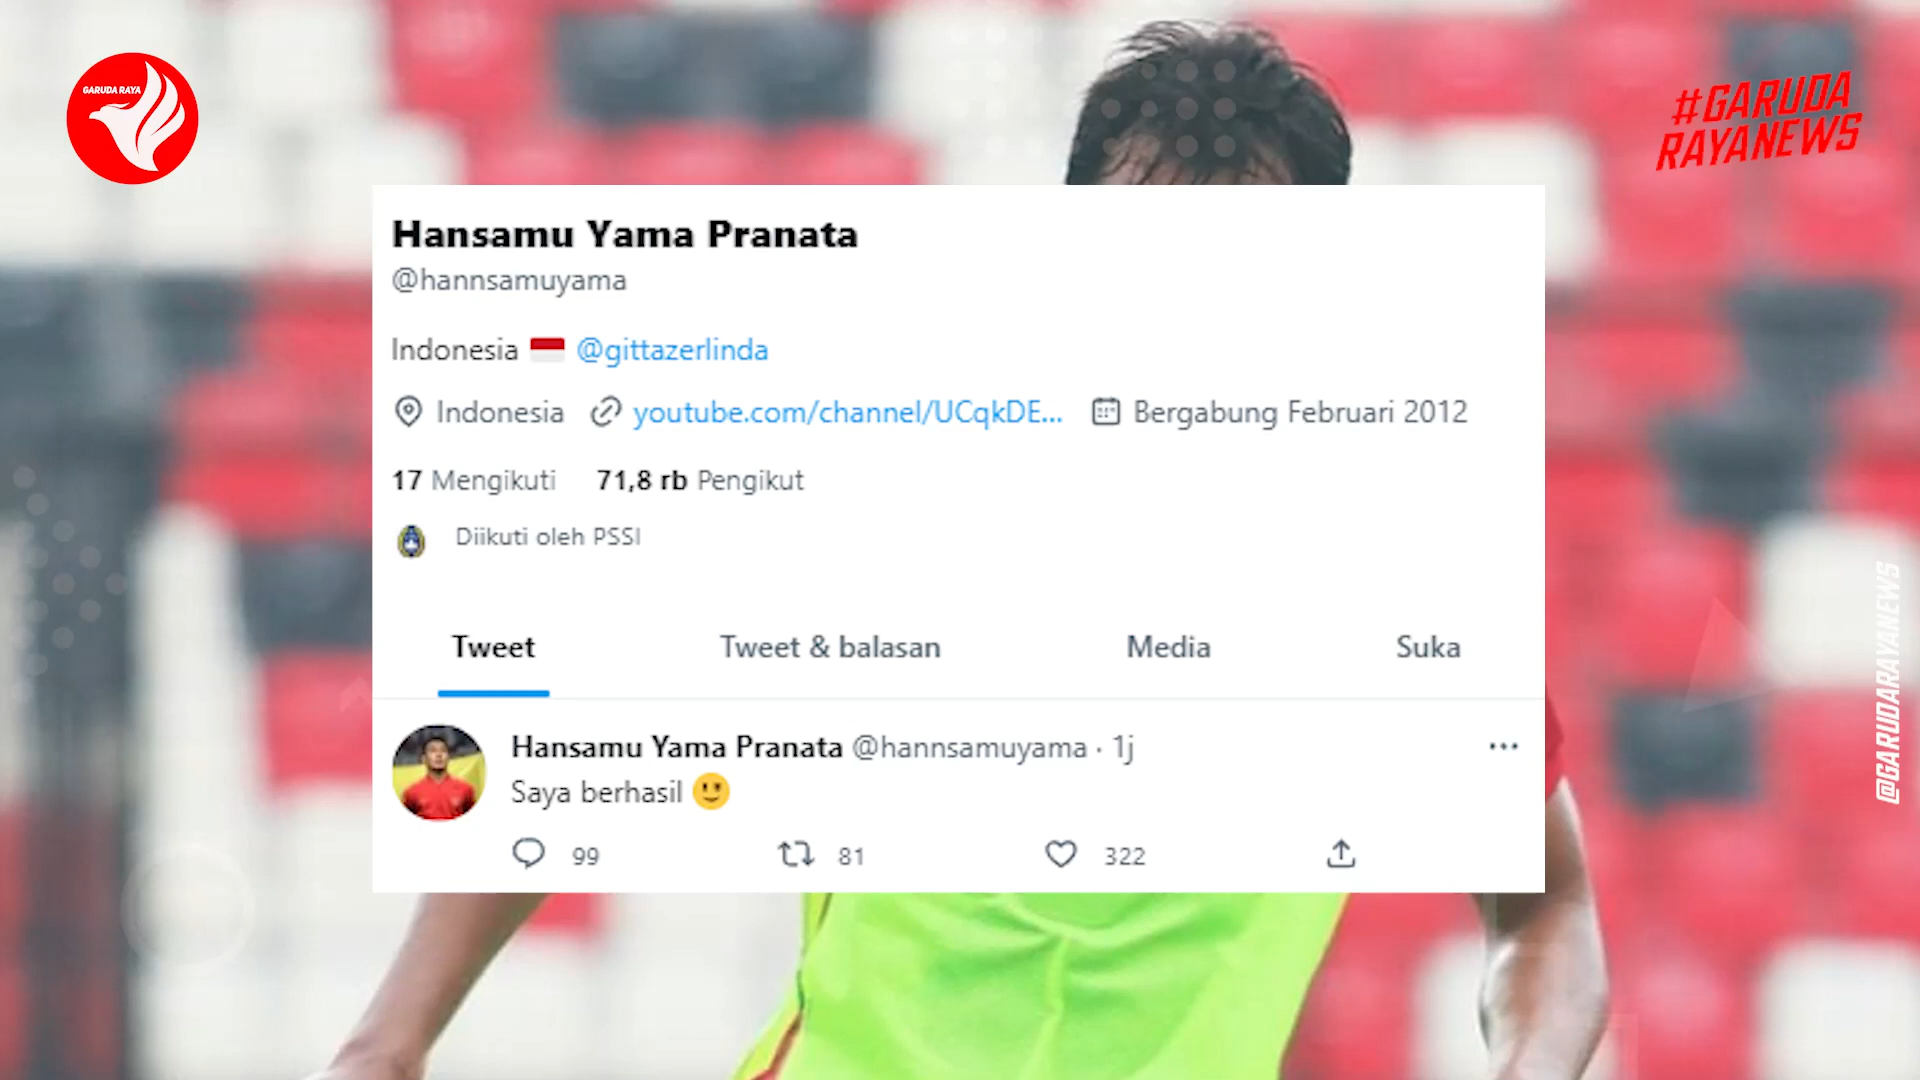 GARUDA RAYA
#GARUDA
RAYANEWS
Hansamu Yama Pranata
@hannsamuyama
Indonesia @gittazerlinda
Indonesia youtube.com/channel/UCqkDE... Bergabung Februari 2012
17 Mengikuti 71,8 rb Pengikut
Diikuti oleh PSSI
Tweet Tweet & balasan Media Suka
Hansamu Yama Pranata @hannsamuyama · 1j
Saya berhasil
99 81 322
@GARUDARAYANEWS